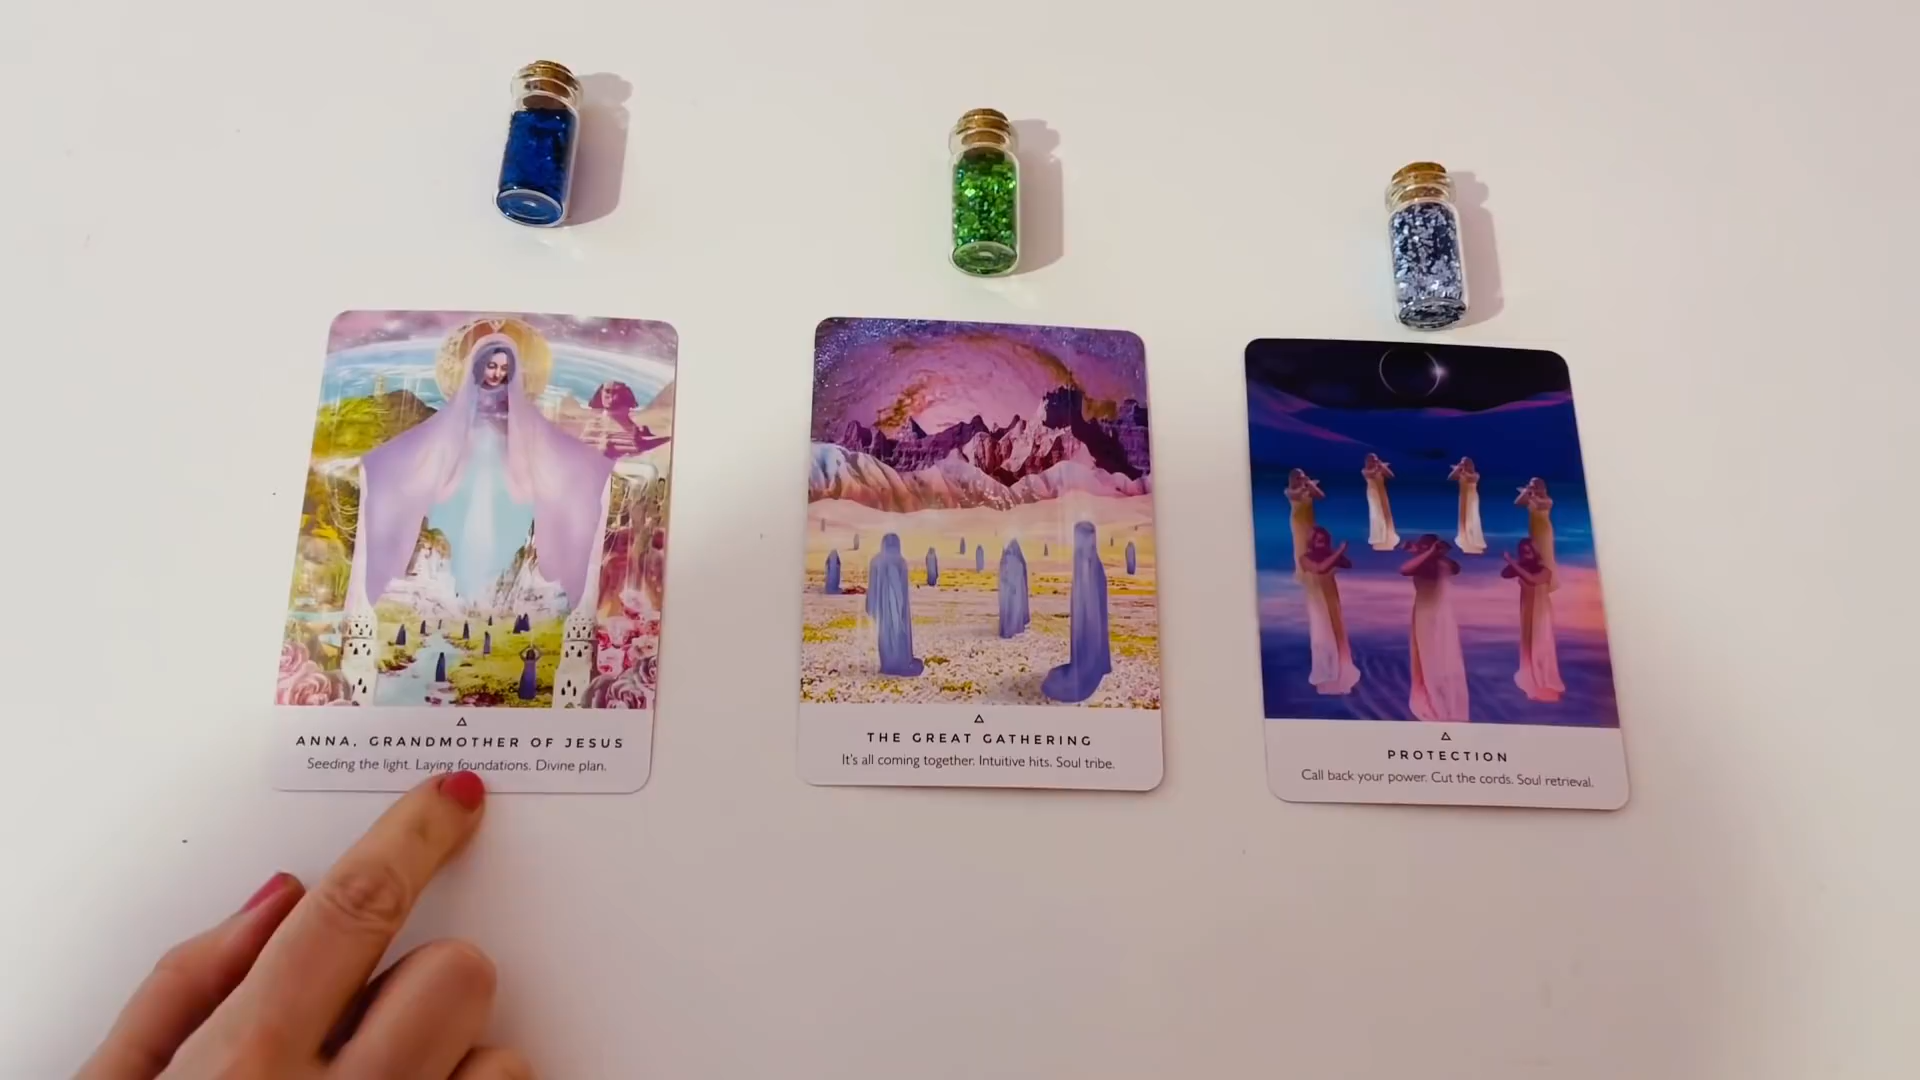 ANNA, GRANDMOTHER OF JESUS
Seeding the light. Laying foundations. Divine plan.
THE GREAT GATHERING
It's all coming together. Intuitive hits. Soul tribe.
PROTECTION
Call back your power. Cut the cords. Soul retrieval.